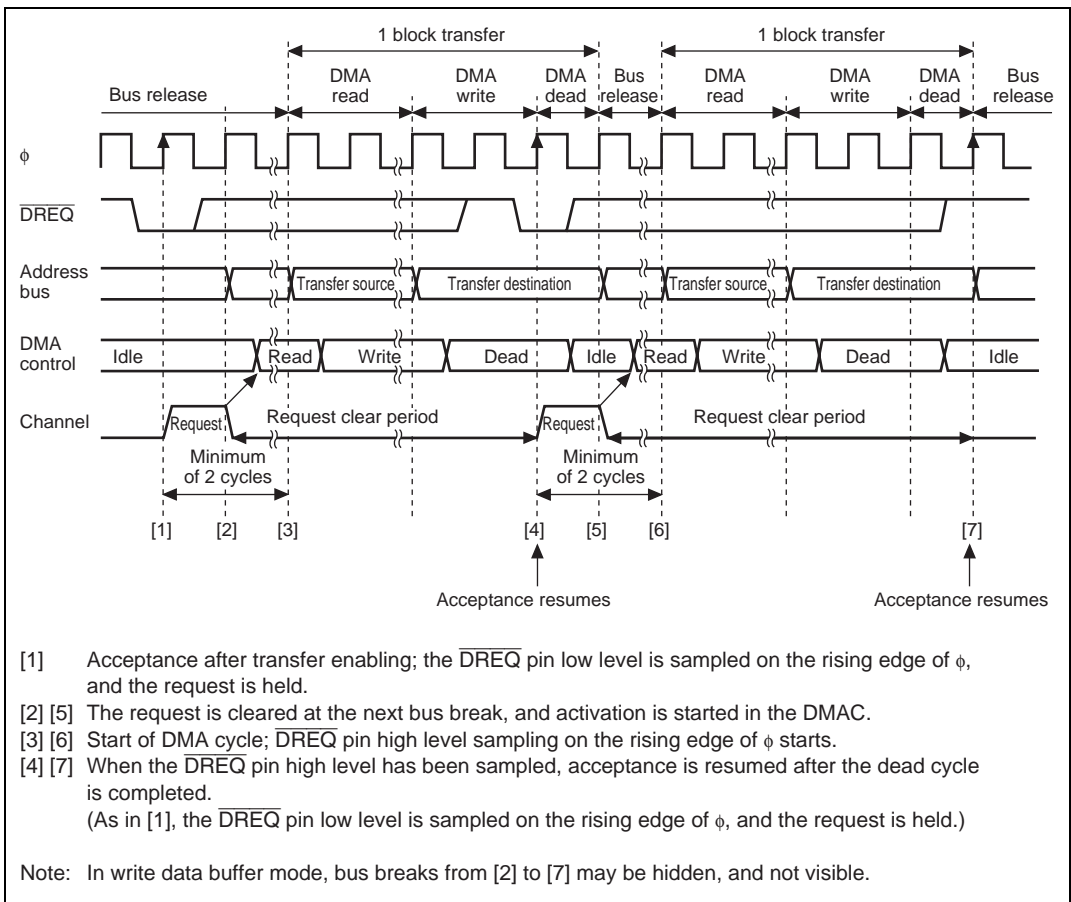 1 block transfer 1 block transfer
DMA DMA DMA Bus DMA DMA DMA Bus
Bus release read write dead release read write dead release
ϕ
DREQ
Address
bus Transfer source Transfer destination Transfer source Transfer destination
DMA
control Idle Read Write Dead Idle Read Write Dead Idle
Channel Request Request clear period Request Request clear period
Minimum Minimum
of 2 cycles of 2 cycles
[1] [2] [3] [4] [5] [6] [7]
Acceptance resumes Acceptance resumes
[1] Acceptance after transfer enabling; the DREQ pin low level is sampled on the rising edge of ϕ,
and the request is held.
[2] [5] The request is cleared at the next bus break, and activation is started in the DMAC.
[3] [6] Start of DMA cycle; DREQ pin high level sampling on the rising edge of ϕ starts.
[4] [7] When the DREQ pin high level has been sampled, acceptance is resumed after the dead cycle
is completed.
(As in [1], the DREQ pin low level is sampled on the rising edge of ϕ, and the request is held.)
Note: In write data buffer mode, bus breaks from [2] to [7] may be hidden, and not visible.